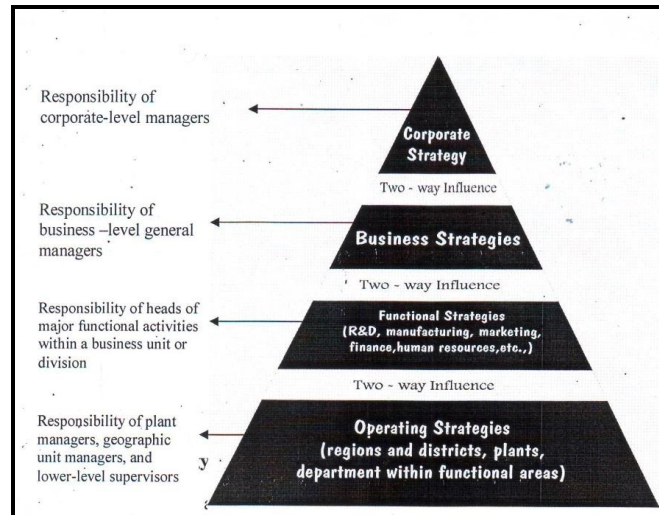 Responsibility of
corporate-level managers
Corporate
Strategy
Two - way Influence
Responsibility of
business –level general
managers
Business Strategies
Two - way Influence
Responsibility of heads of
major functional activities
within a business unit or
division
Functional Strategies
(R&D, manufacturing, marketing,
finance,human resources,etc.,)
Two - way Influence
Responsibility of plant
managers, geographic
unit managers, and
lower-level supervisors
y
Operating Strategies
(regions and districts, plants,
department within functional areas)